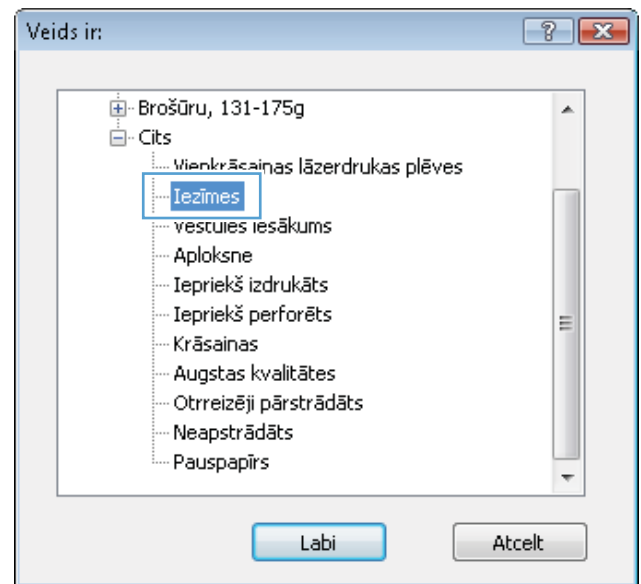 Veids ir:
Brošūru, 131-175g
Cits
Vienkrāsainas lāzerdrukas plēves
Iezīmes
Vēstules iesākums
Aploksne
Iepriekš izdrukāts
Iepriekš perforēts
Krāsainas
Augstas kvalitātes
Otrreizēji pārstrādāts
Neapstrādāts
Pauspapīrs
Labi
Atcelt